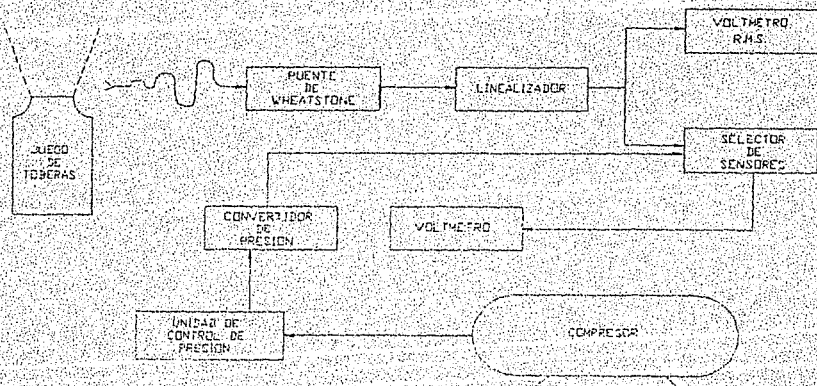 VOLTMETRO
R.M.S.
PUENTE
DE
WHEATSTONE
LINEALIZADOR
JUEGO
DE
TOBERAS
SELECTOR
DE
SENSORES
CONVERTIDOR
DE
PRESION
VOLTMETRO
UNIDAD DE
CONTROL DE
PRESION
COMPRESOR